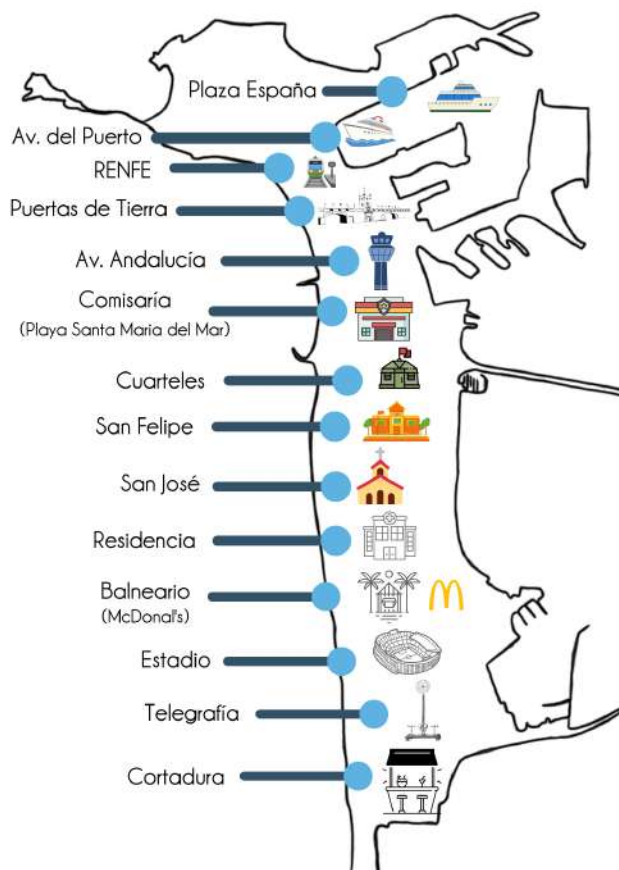 Plaza España
Av. del Puerto
RENFE
Puertas de Tierra
Av. Andalucía
Comisaría
(Playa Santa Maria del Mar)
Cuarteles
San Felipe
San José
Residencia
Balneario
(McDonal's)
Estadio
Telegrafía
Cortadura